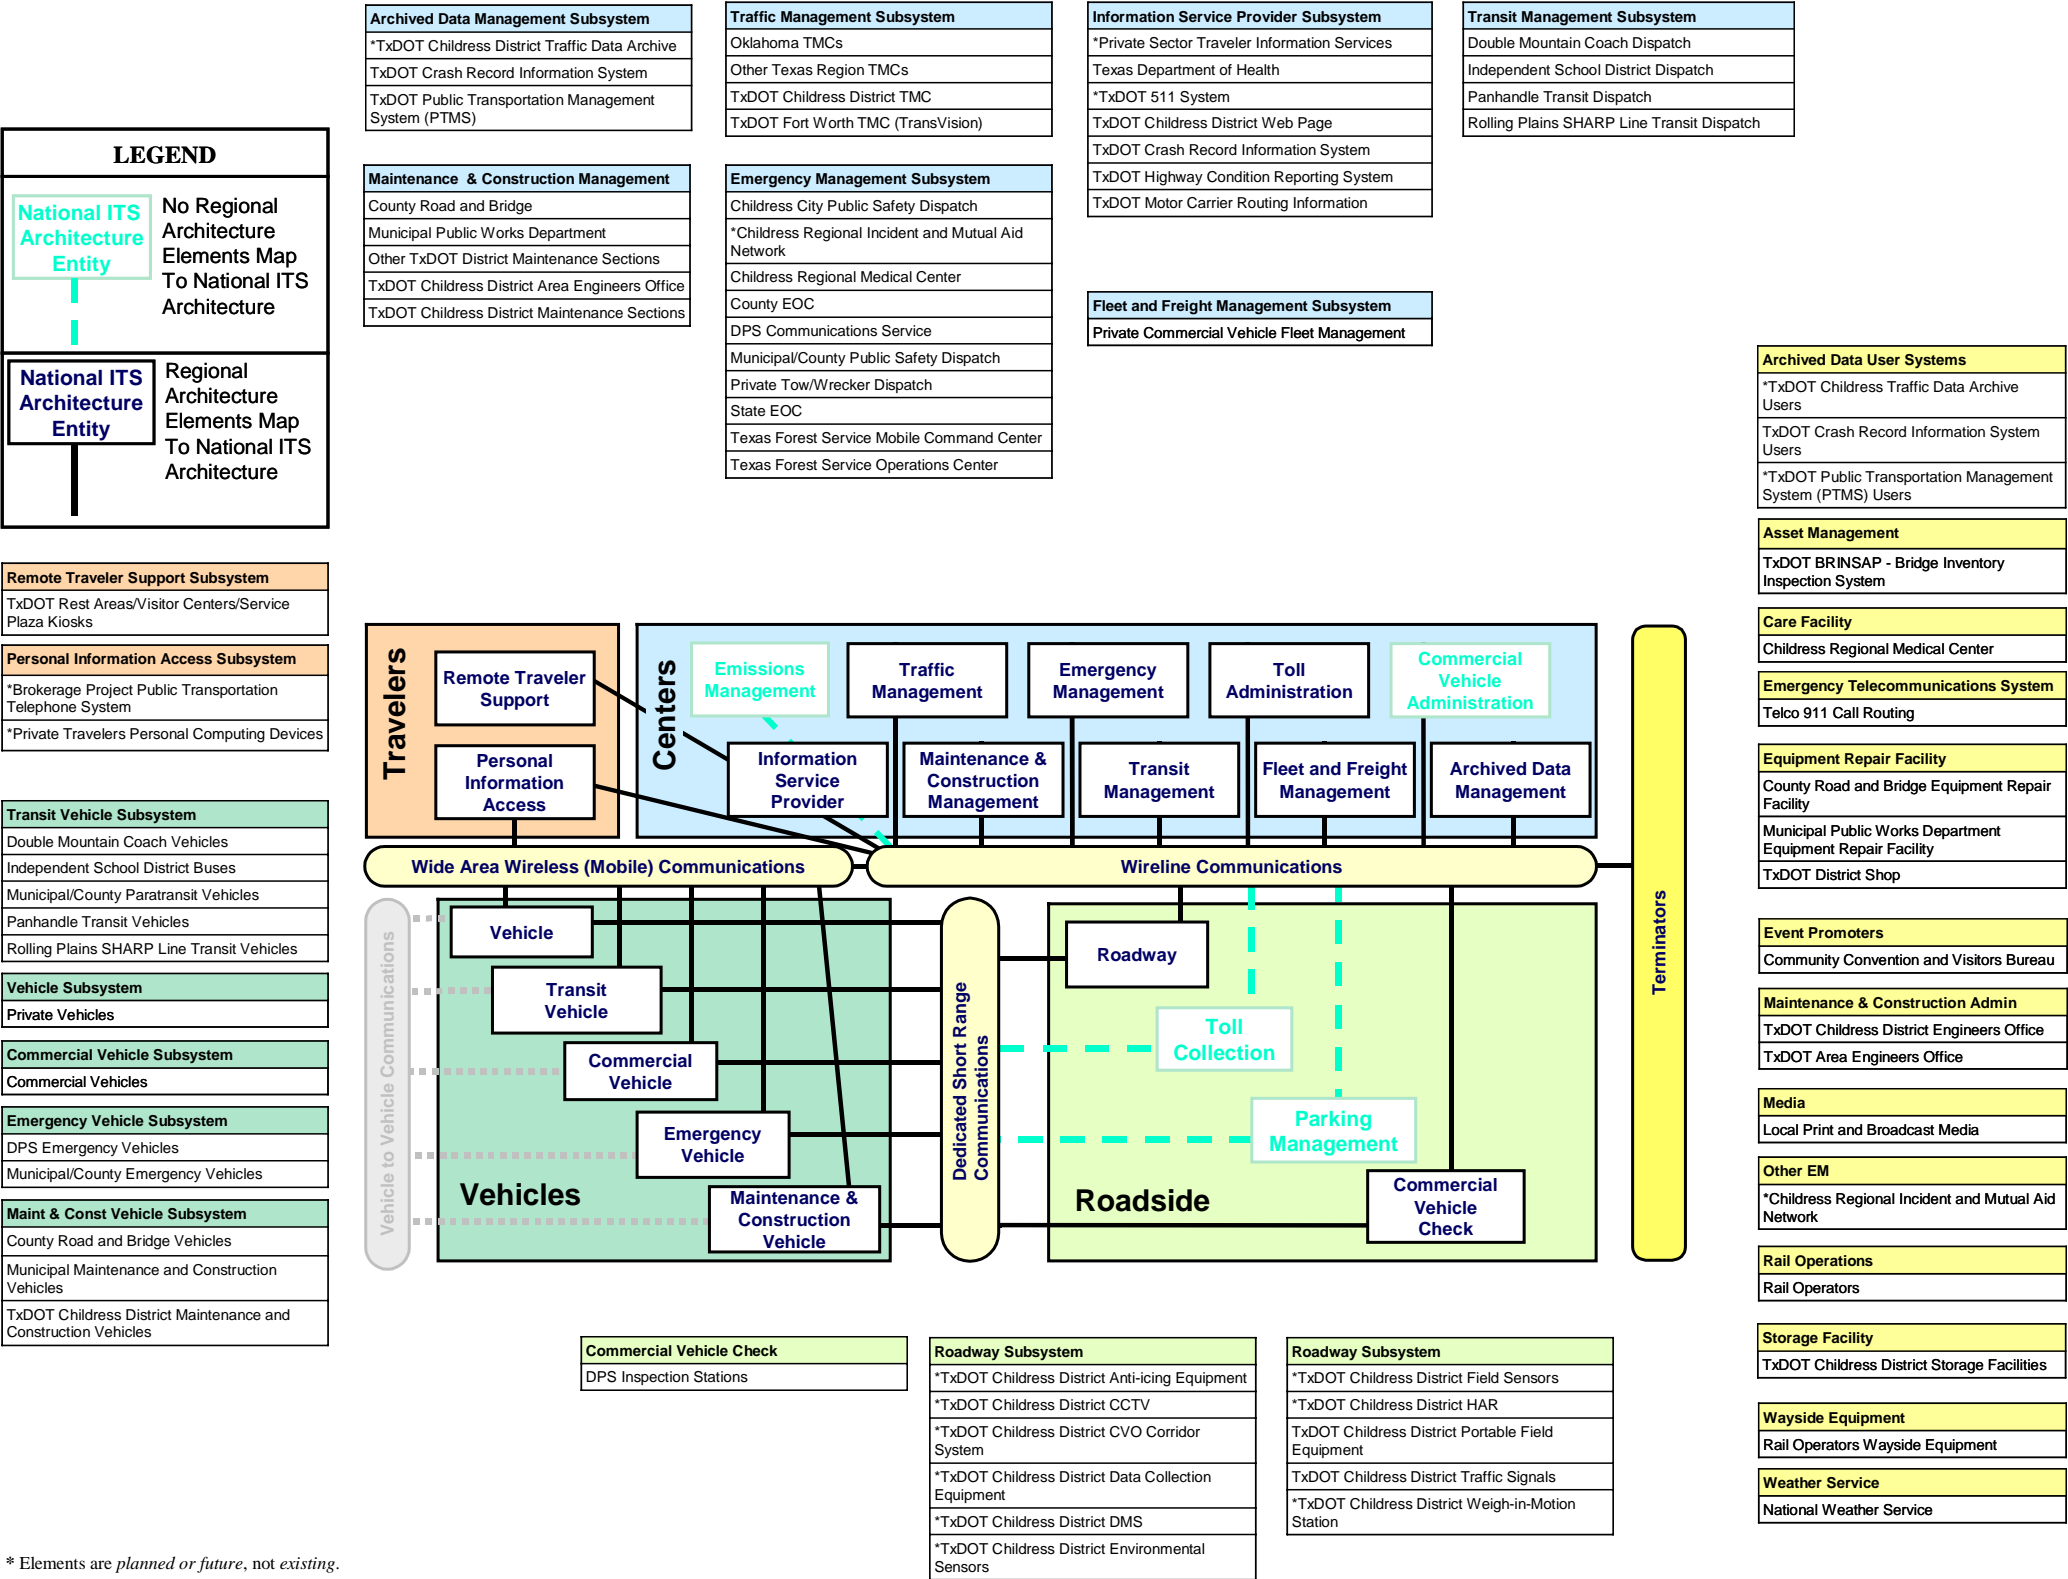 Archived Data Management Subsystem
*TxDOT Childress District Traffic Data Archive
TxDOT Crash Record Information System
TxDOT Public Transportation Management
System (PTMS)
Traffic Management Subsystem
Oklahoma TMCs
Other Texas Region TMCs
TxDOT Childress District TMC
TxDOT Fort Worth TMC (TransVision)
Information Service Provider Subsystem
*Private Sector Traveler Information Services
Texas Department of Health
*TxDOT 511 System
TxDOT Childress District Web Page
TxDOT Crash Record Information System
TxDOT Highway Condition Reporting System
TxDOT Motor Carrier Routing Information
Transit Management Subsystem
Double Mountain Coach Dispatch
Independent School District Dispatch
Panhandle Transit Dispatch
Rolling Plains SHARP Line Transit Dispatch
LEGEND
National ITS
Architecture
Entity
No Regional
Architecture
Elements Map
To National ITS
Architecture
National ITS
Architecture
Entity
Regional
Architecture
Elements Map
To National ITS
Architecture
Maintenance & Construction Management
County Road and Bridge
Municipal Public Works Department
Other TxDOT District Maintenance Sections
TxDOT Childress District Area Engineers Office
TxDOT Childress District Maintenance Sections
Emergency Management Subsystem
Childress City Public Safety Dispatch
*Childress Regional Incident and Mutual Aid
Network
Childress Regional Medical Center
County EOC
DPS Communications Service
Municipal/County Public Safety Dispatch
Private Tow/Wrecker Dispatch
State EOC
Texas Forest Service Mobile Command Center
Texas Forest Service Operations Center
Fleet and Freight Management Subsystem
Private Commercial Vehicle Fleet Management
Archived Data User Systems
*TxDOT Childress Traffic Data Archive
Users
TxDOT Crash Record Information System
Users
*TxDOT Public Transportation Management
System (PTMS) Users
Asset Management
TxDOT BRINSAP - Bridge Inventory
Inspection System
Care Facility
Childress Regional Medical Center
Emergency Telecommunications System
Telco 911 Call Routing
Equipment Repair Facility
County Road and Bridge Equipment Repair
Facility
Municipal Public Works Department
Equipment Repair Facility
TxDOT District Shop
Event Promoters
Community Convention and Visitors Bureau
Maintenance & Construction Admin
TxDOT Childress District Engineers Office
TxDOT Area Engineers Office
Media
Local Print and Broadcast Media
Other EM
*Childress Regional Incident and Mutual Aid
Network
Rail Operations
Rail Operators
Storage Facility
TxDOT Childress District Storage Facilities
Wayside Equipment
Rail Operators Wayside Equipment
Weather Service
National Weather Service
Remote Traveler Support Subsystem
TxDOT Rest Areas/Visitor Centers/Service
Plaza Kiosks
Personal Information Access Subsystem
*Brokerage Project Public Transportation
Telephone System
*Private Travelers Personal Computing Devices
Transit Vehicle Subsystem
Double Mountain Coach Vehicles
Independent School District Buses
Municipal/County Paratransit Vehicles
Panhandle Transit Vehicles
Rolling Plains SHARP Line Transit Vehicles
Vehicle Subsystem
Private Vehicles
Commercial Vehicle Subsystem
Commercial Vehicles
Emergency Vehicle Subsystem
DPS Emergency Vehicles
Municipal/County Emergency Vehicles
Maint & Const Vehicle Subsystem
County Road and Bridge Vehicles
Municipal Maintenance and Construction
Vehicles
TxDOT Childress District Maintenance and
Construction Vehicles
Travelers
Remote Traveler
Support
Personal
Information
Access
Centers
Emissions
Management
Traffic
Management
Emergency
Management
Toll
Administration
Commercial
Vehicle
Administration
Information
Service
Provider
Maintenance &
Construction
Management
Transit
Management
Fleet and Freight
Management
Archived Data
Management
Wide Area Wireless (Mobile) Communications
Wireline Communications
Terminators
Vehicle to Vehicle Communications
Vehicle
Transit
Vehicle
Commercial
Vehicle
Emergency
Vehicle
Maintenance &
Construction
Vehicle
Vehicles
Dedicated Short Range
Communications
Roadway
Toll
Collection
Parking
Management
Commercial
Vehicle
Check
Roadside
Commercial Vehicle Check
DPS Inspection Stations
Roadway Subsystem
*TxDOT Childress District Anti-icing Equipment
*TxDOT Childress District CCTV
*TxDOT Childress District CVO Corridor
System
*TxDOT Childress District Data Collection
Equipment
*TxDOT Childress District DMS
*TxDOT Childress District Environmental
Sensors
Roadway Subsystem
*TxDOT Childress District Field Sensors
*TxDOT Childress District HAR
TxDOT Childress District Portable Field
Equipment
TxDOT Childress District Traffic Signals
*TxDOT Childress District Weigh-in-Motion
Station
* Elements are planned or future, not existing.